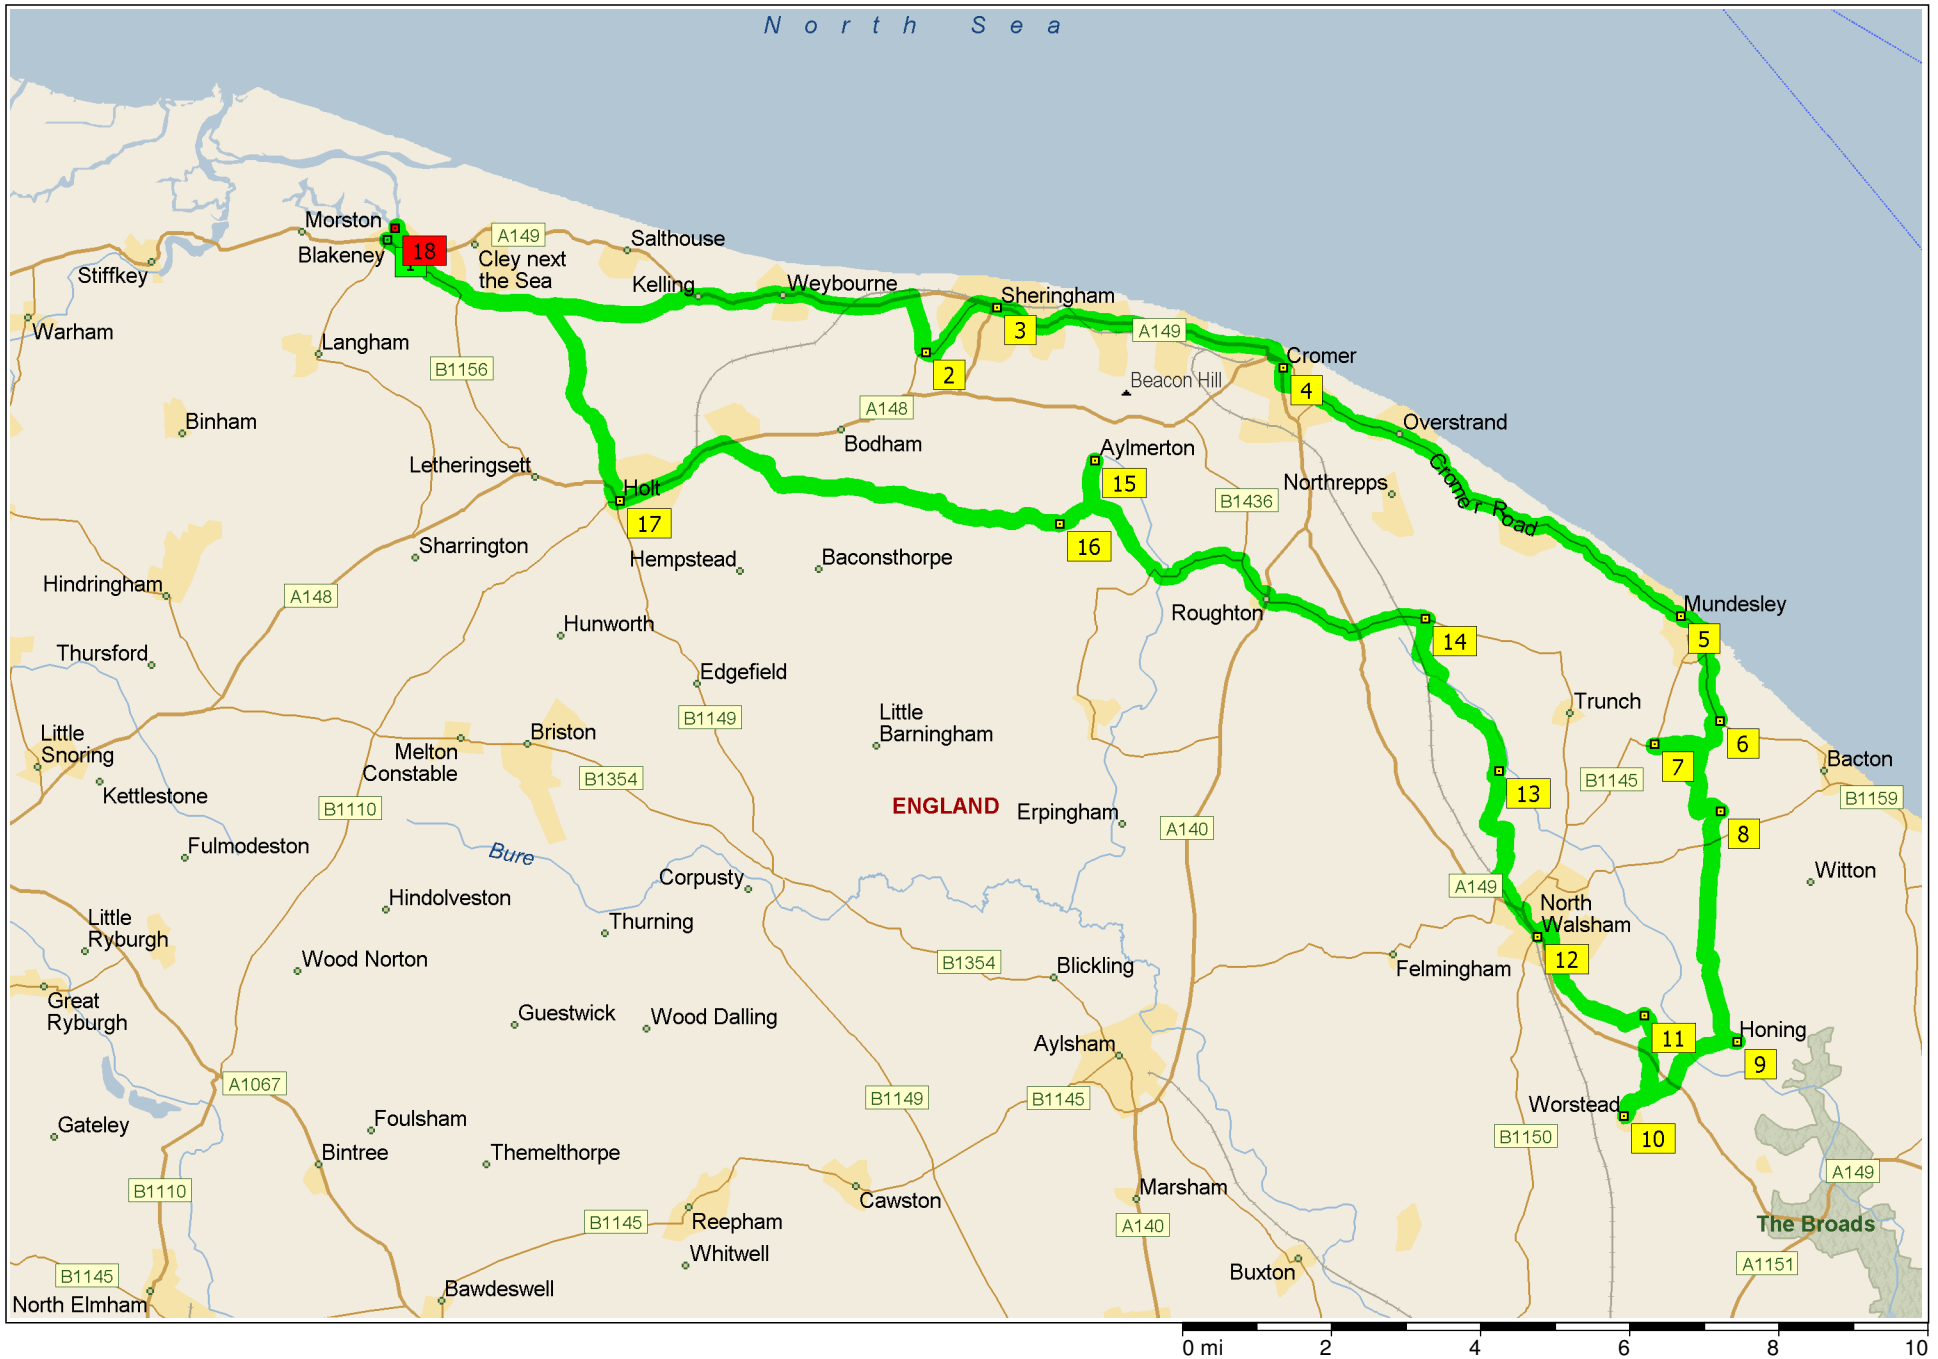 North Sea
Morston
A149
18
1
Blakeney
Cley next
the Sea
Salthouse
Stiffkey
Kelling
Weybourne
Sheringham
3
A149
Warham
Langham
B1156
2
Cromer
4
Beacon Hill
A148
Binham
Bodham
Overstrand
Letheringsett
Aylmerton
Holt
15
Northrepps
Cromer Road
B1436
17
16
Sharrington
Hempstead
Baconsthorpe
Hindringham
A148
Roughton
Mundesley
Hunworth
14
5
Thursford
Edgefield
Trunch
B1149
Little
Barningham
Little
Snoring
Melton
Constable
Briston
6
7
Bacton
B1354
B1145
13
B1159
Kettlestone
B1110
ENGLAND
Erpingham
A140
8
Fulmodeston
Bure
Corpusty
A149
Witton
Hindolveston
North
Walsham
Little
Ryburgh
Thurning
Wood Norton
B1354
Blickling
Felmingham
12
Great
Ryburgh
Guestwick
Wood Dalling
Aylsham
11
Honing
9
A1067
B1149
B1145
Worstead
10
Gateley
Foulsham
B1150
Bintree
Themelthorpe
A149
B1110
Cawston
Marsham
B1145
Reepham
A140
The Broads
Whitwell
A1151
B1145
Buxton
North Elmham
Bawdeswell
0 mi 2 4 6 8 10